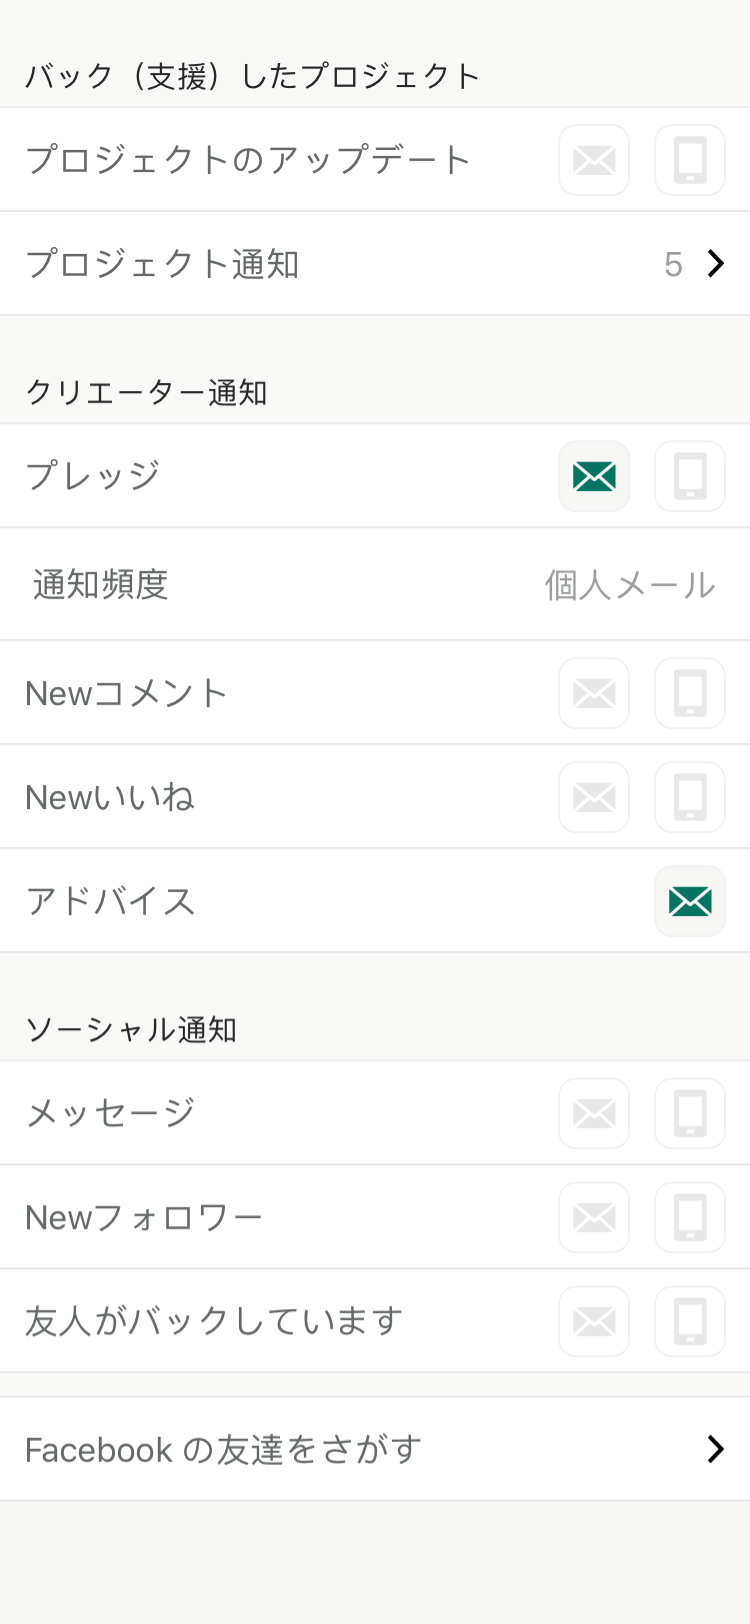 バック（支援）したプロジェクト
プロジェクトのアップデート
プロジェクト通知 5
クリエーター通知
プレッジ
通知頻度 個人メール
Newコメント
Newいいね
アドバイス
ソーシャル通知
メッセージ
Newフォロワー
友人がバックしています
Facebook の友達をさがす